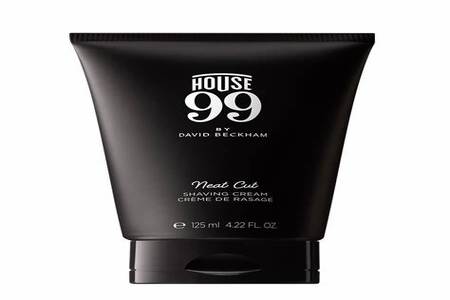 HOUSE
99
BY
DAVID BECKHAM
Neat Cut
SHAVING CREAM
CRÈME DE RASAGE
℮ 125 ml 4.22 FL. OZ